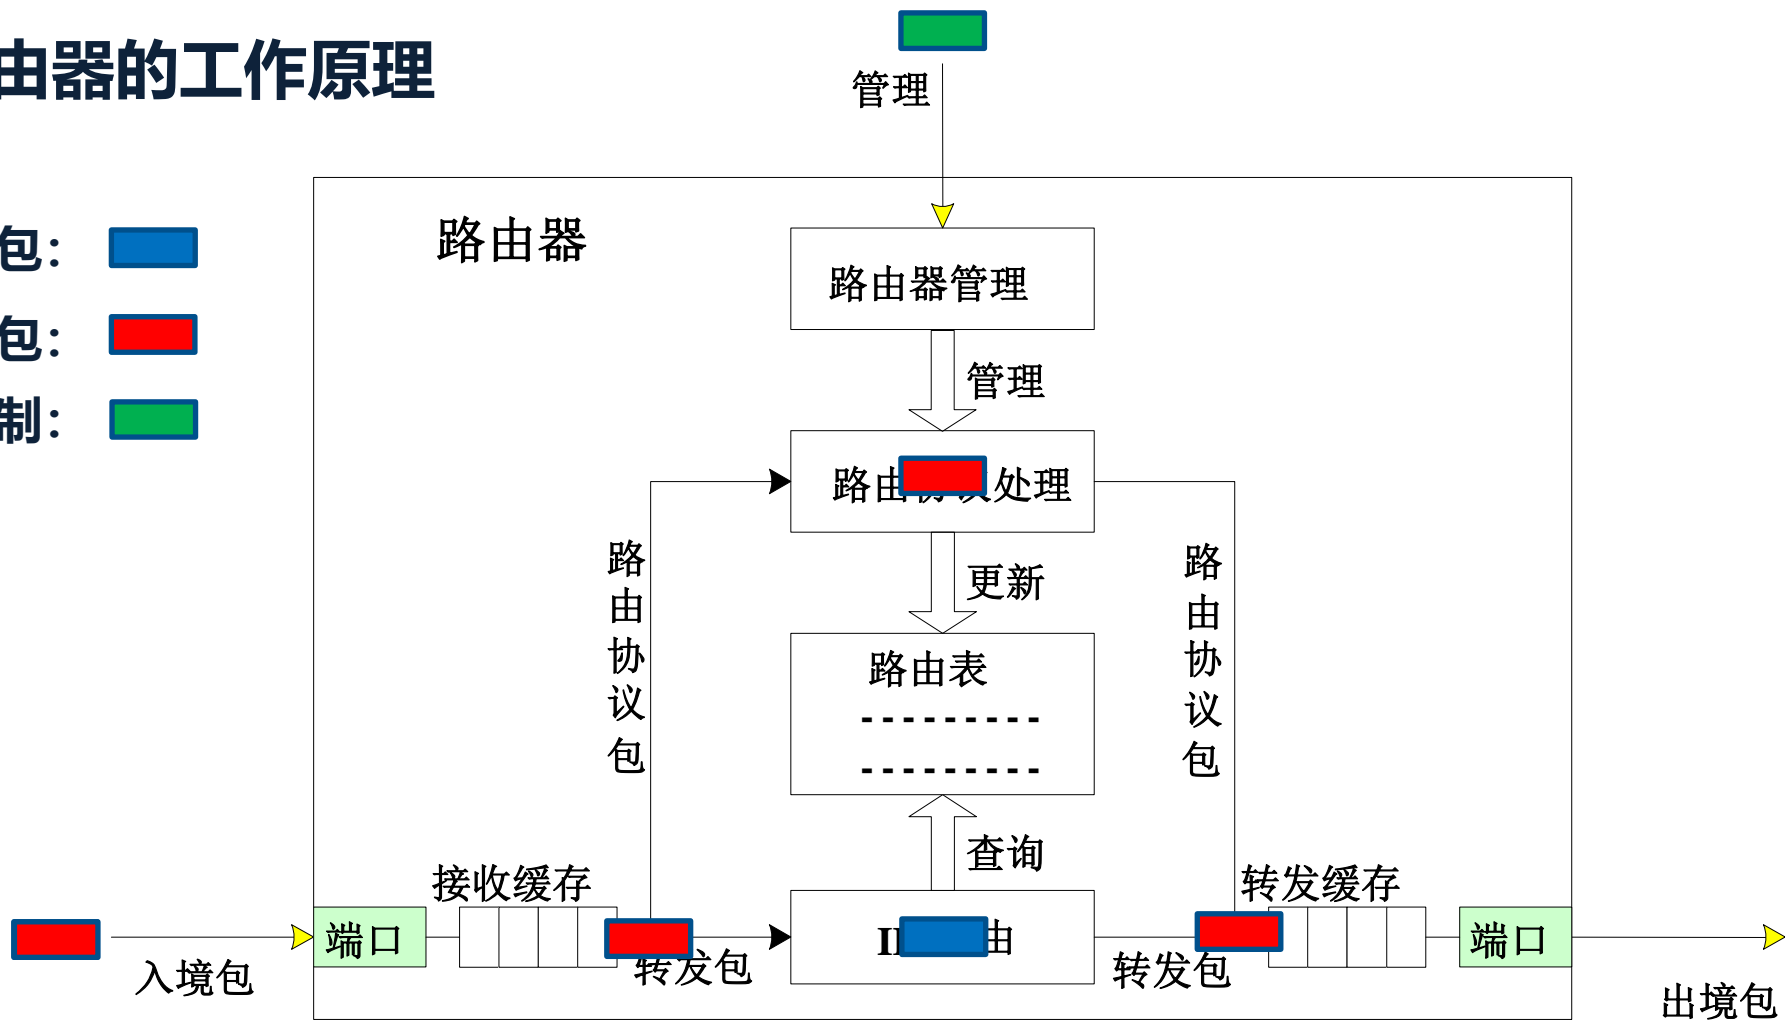 由器的工作原理
管理
包：
包：
制：
路由器
路由器管理
管理
路由协议处理
路由协议包
更新
路由协议包
路由表
---------
---------
查询
接收缓存
转发缓存
端口
由
端口
入境包
转发包
转发包
出境包